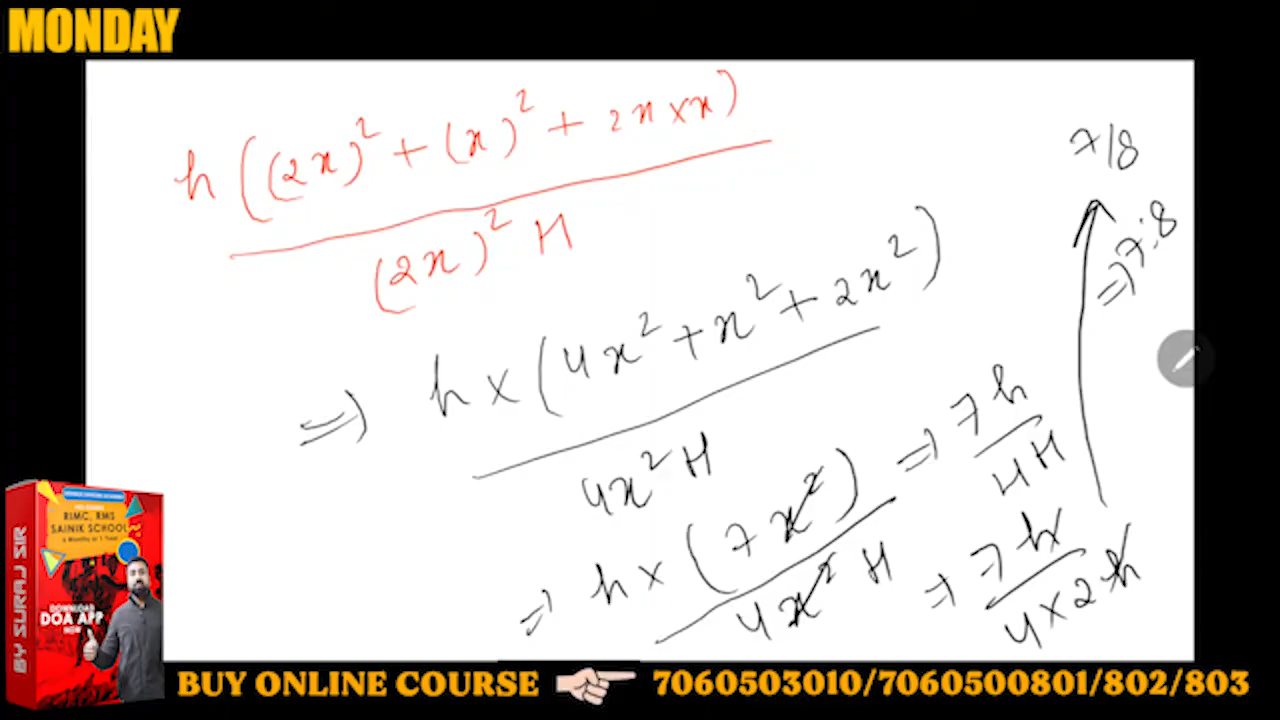 MONDAY
h((2x)² + (x)² + 2x×x)
(2x)² H
7/8
⇒ 7:8
⇒ h×(4x² + x² + 2x²)
4x² H
⇒ h×(7x²)
4x² H
⇒ 7h
4H
⇒ 7h
4×2h
RIMC, RMS
SAINIK SCHOOL
DOWNLOAD
DOA APP
NOW
BY SURAJ SIR
BUY ONLINE COURSE 7060503010/7060500801/802/803